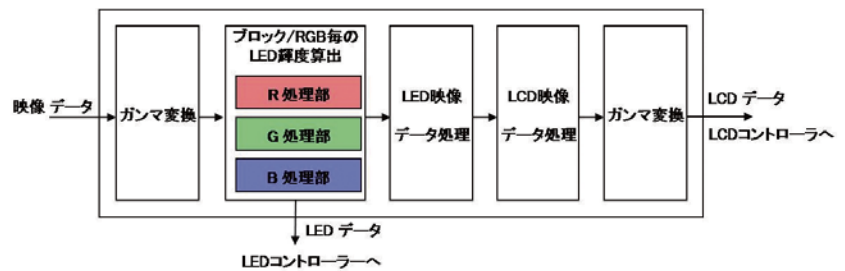 映像 データ
ガンマ変換
ブロック/RGB毎の
LED輝度算出
R 処理部
G 処理部
B 処理部
LED映像
データ処理
LCD映像
データ処理
ガンマ変換
LCD データ
LCDコントローラへ
LED データ
LEDコントローラーへ